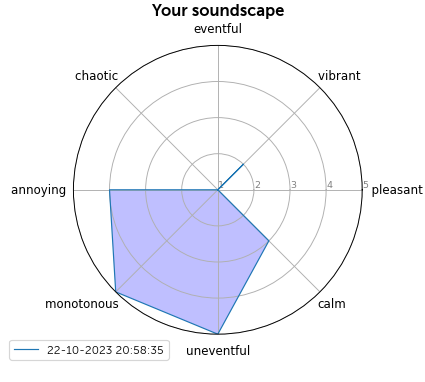 Your soundscape
eventful
chaotic
vibrant
annoying
1
2
3
4
5
pleasant
monotonous
calm
uneventful
22-10-2023 20:58:35